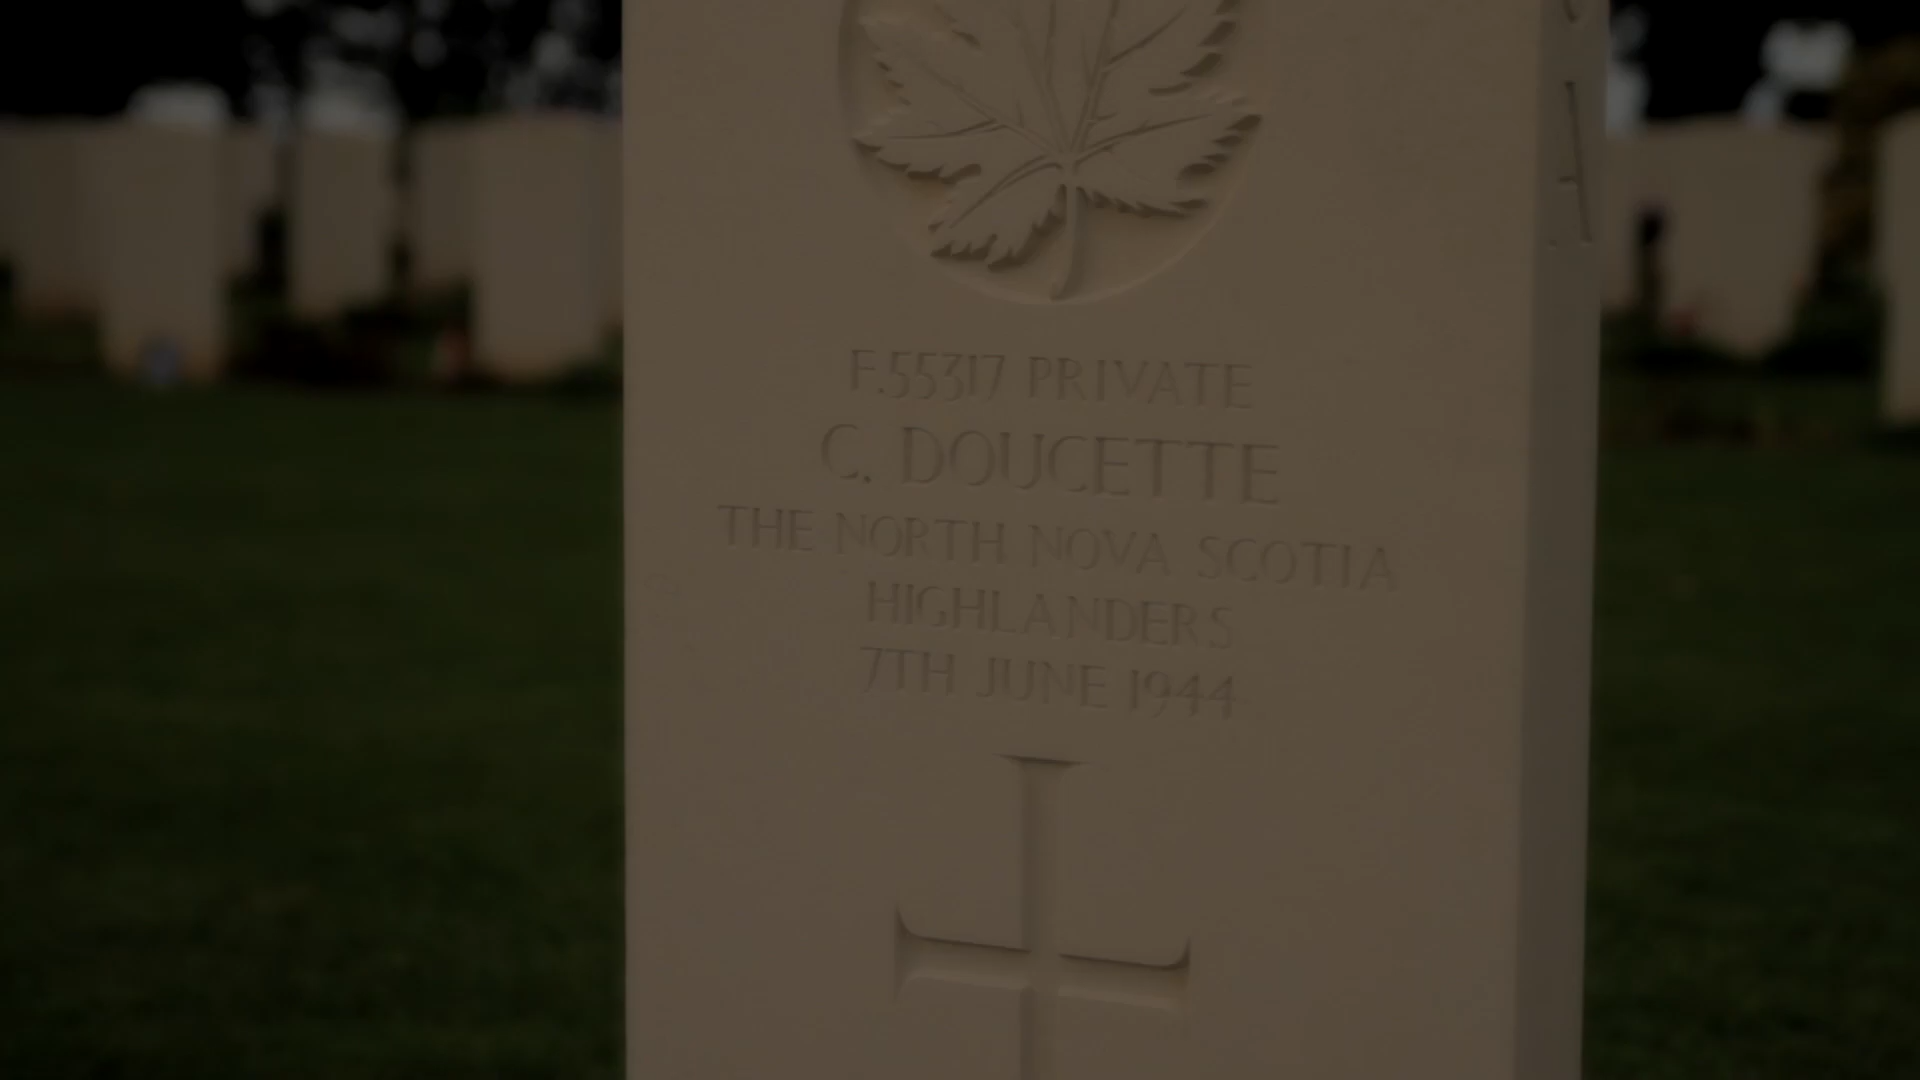 F.55317 PRIVATE
C. DOUCETTE
THE NORTH NOVA SCOTIA
HIGHLANDERS
7TH JUNE 1944